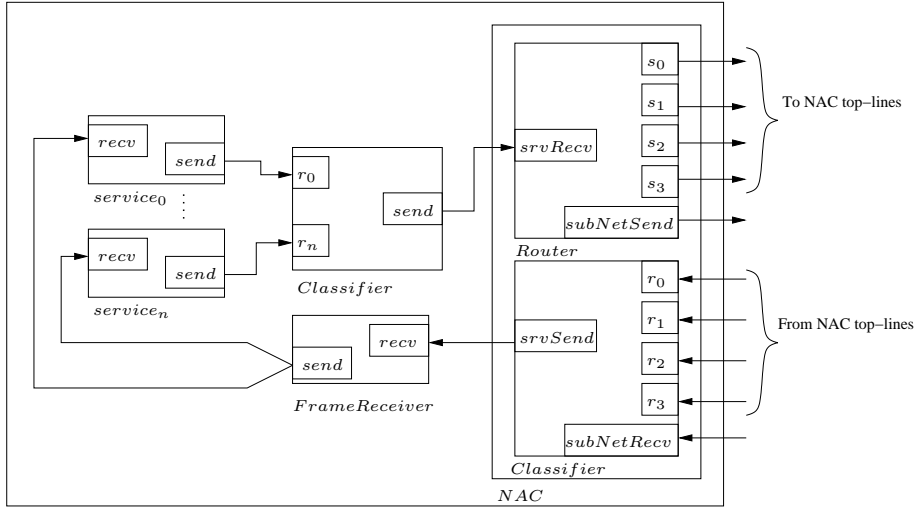 recv
send
service₀
recv
send
serviceₙ
r₀
send
rₙ
Classifier
recv
send
FrameReceiver
s₀
s₁
srvRecv
s₂
s₃
subNetSend
Router
r₀
r₁
srvSend
r₂
r₃
subNetRecv
Classifier
NAC
To NAC top−lines
From NAC top−lines